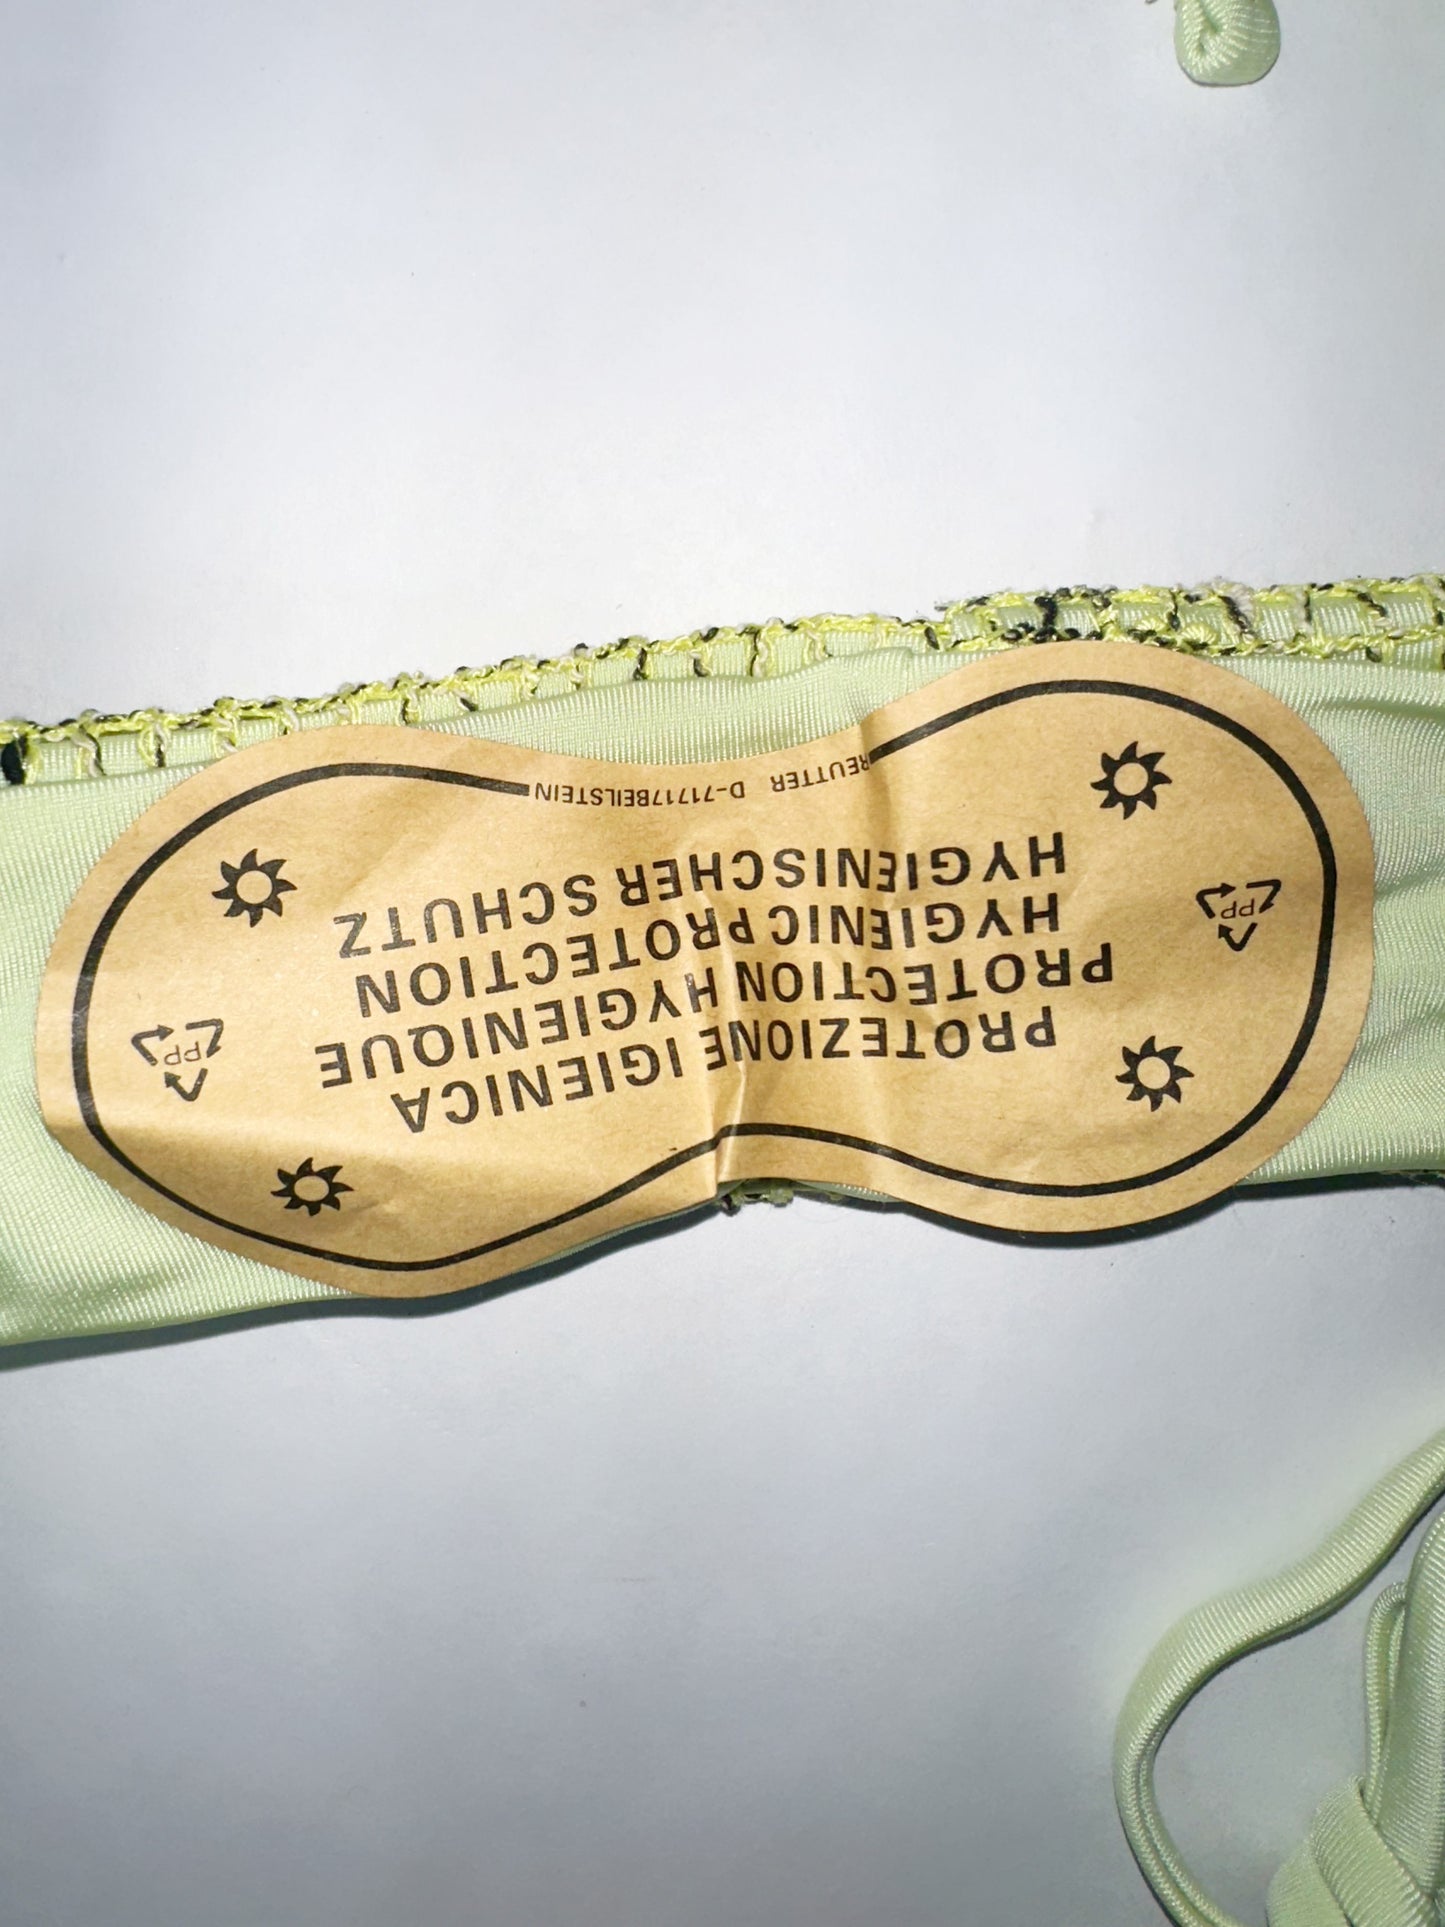 PROTEZIONE IGIENICA
PROTECTION HYGIENIQUE
HYGIENIC PROTECTION
HYGIENISCHER SCHUTZ
REUTTER D-71717BEILSTEIN
PP
PP